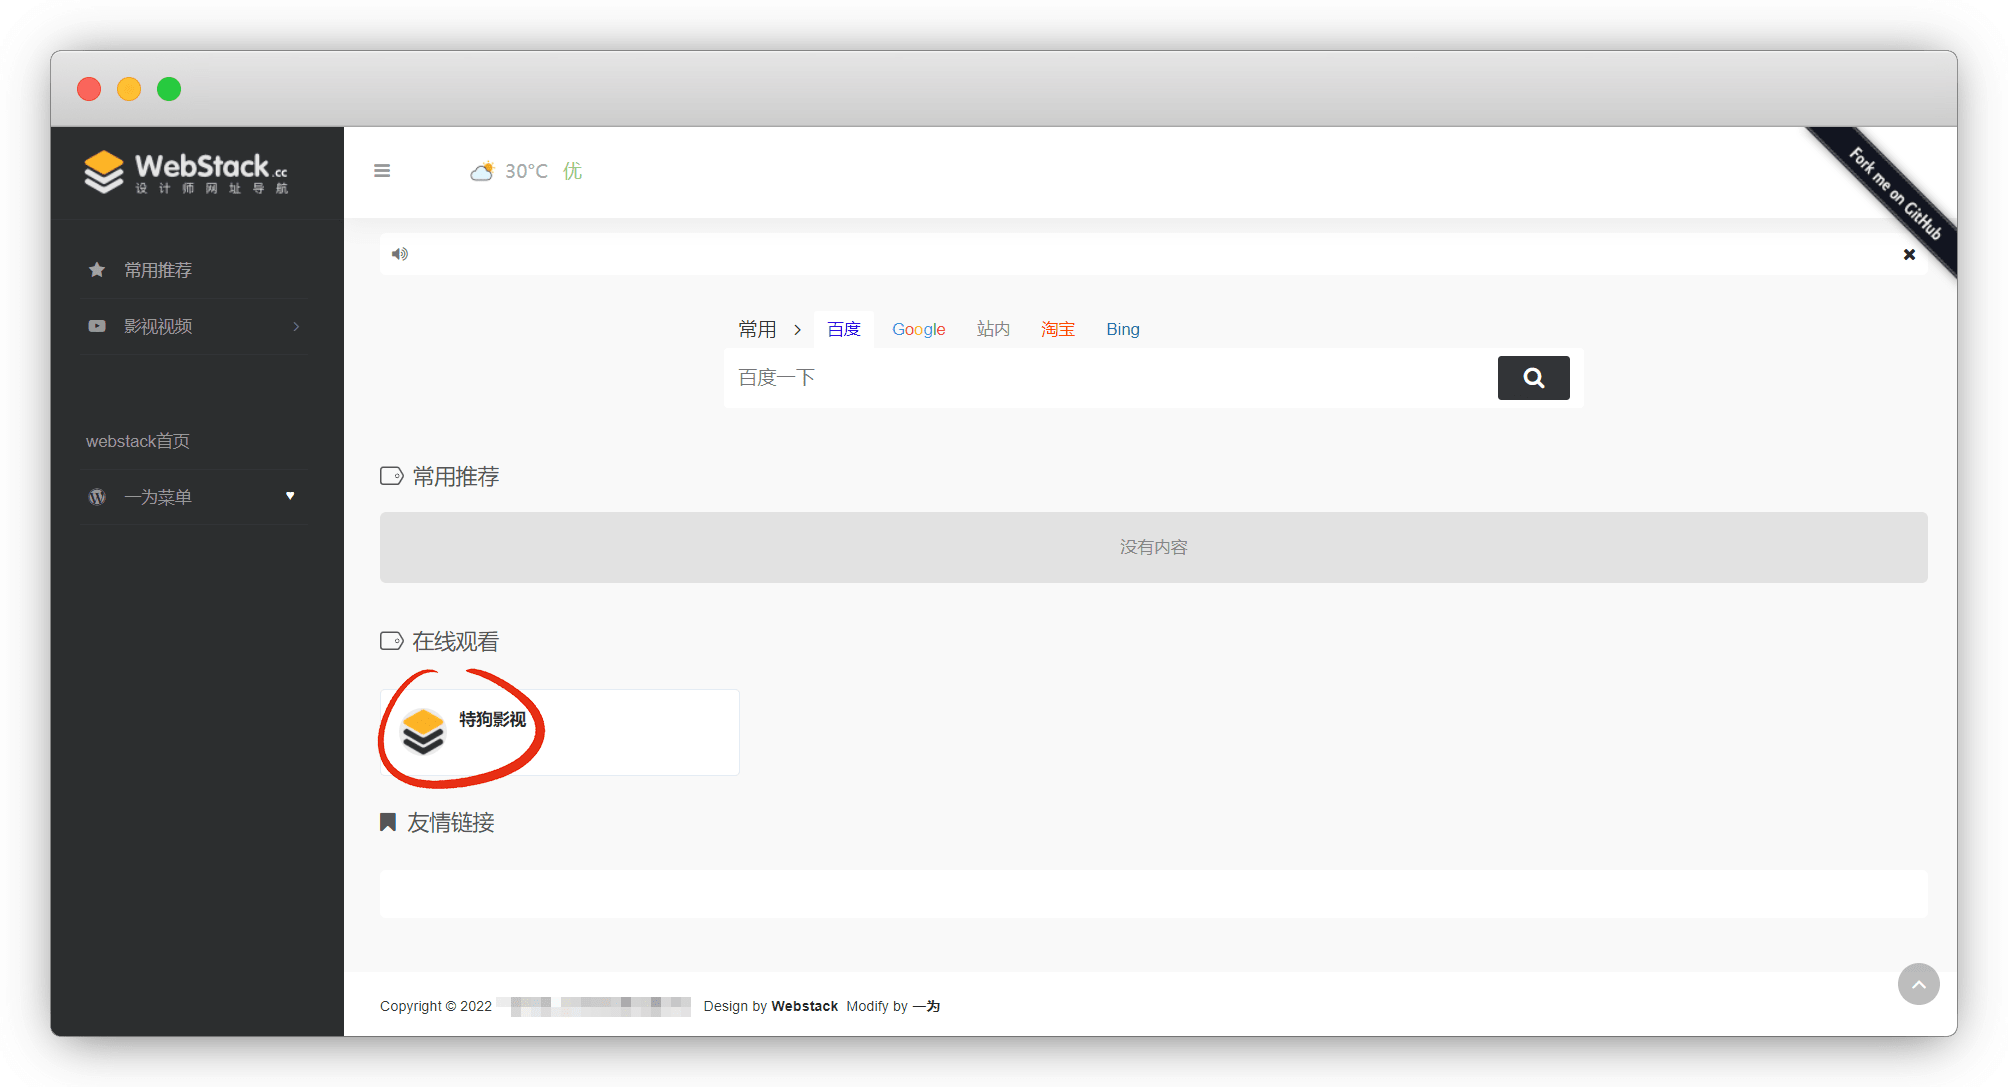 WebStack.cc
设计师网址导航
30°C 优
Fork me on GitHub
常用推荐
影视视频
webstack首页
一为菜单
常用 百度 Google 站内 淘宝 Bing
百度一下
常用推荐
没有内容
在线观看
特狗影视
友情链接
Copyright © 2022 Design by Webstack Modify by 一为